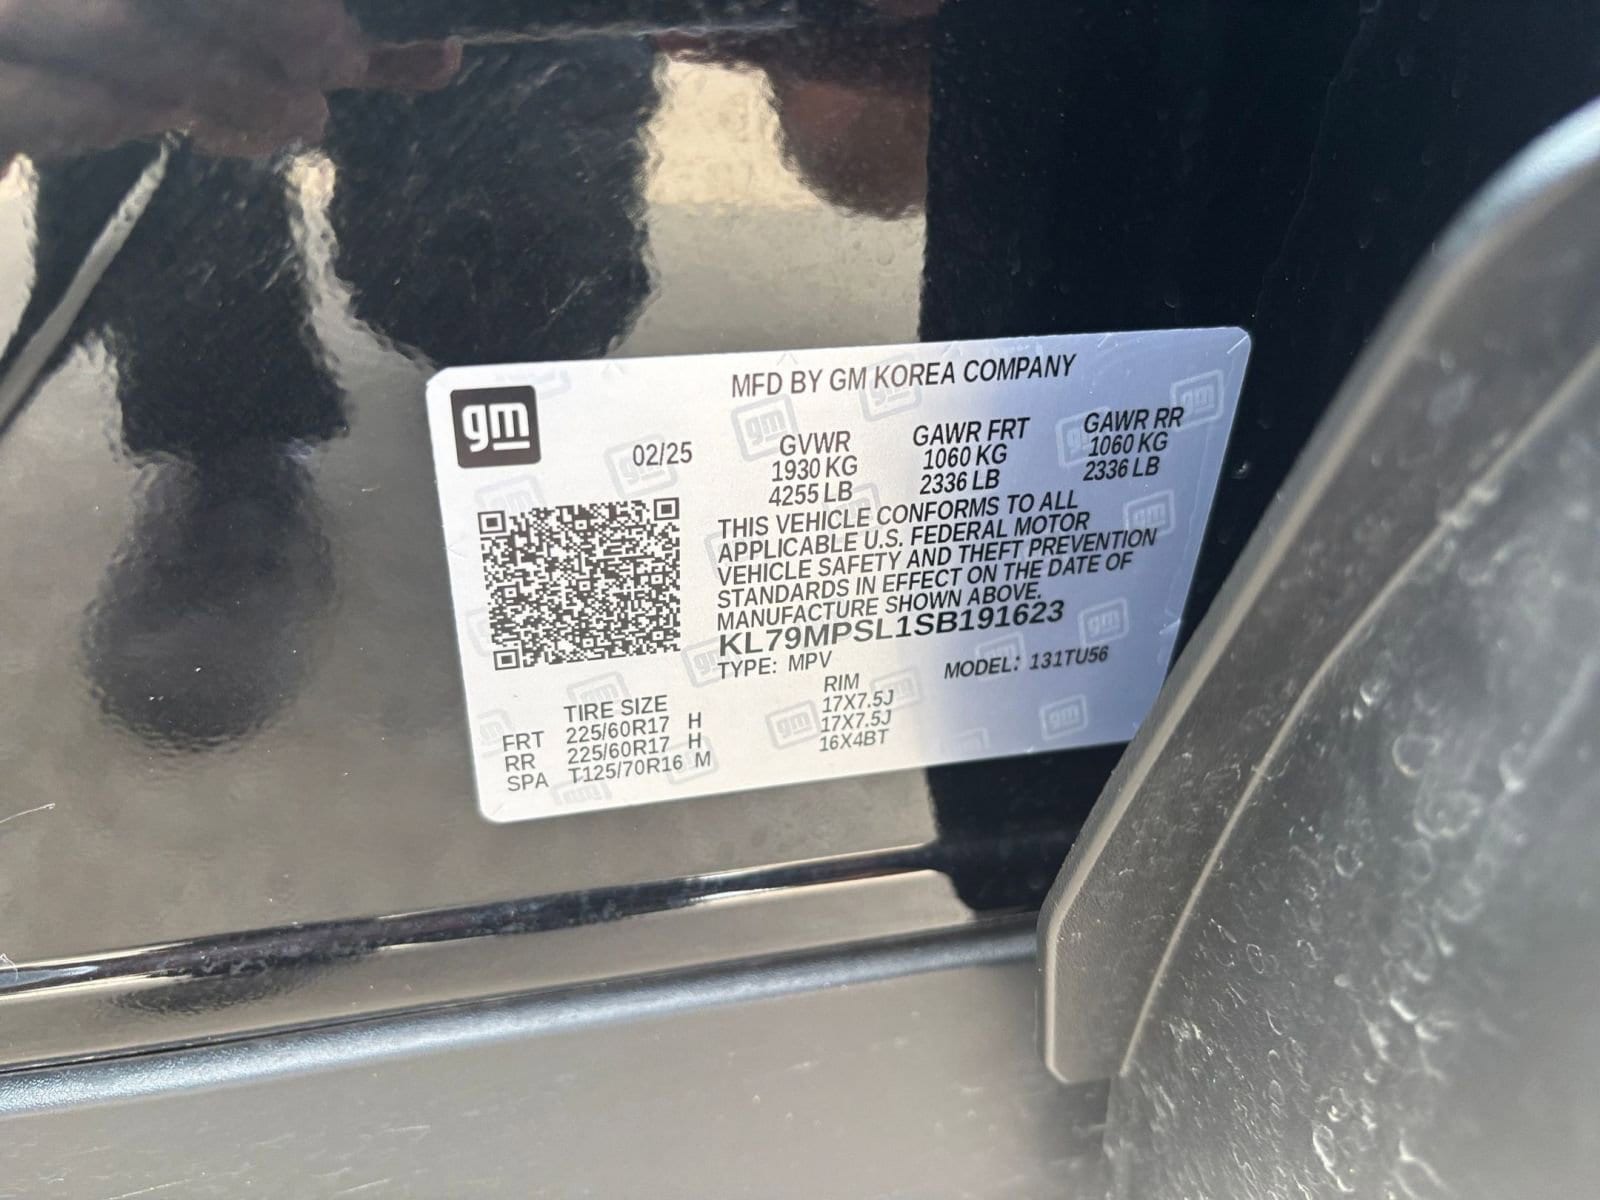 gm
MFD BY GM KOREA COMPANY
02/25
GVWR GAWR FRT GAWR RR
1930 KG 1060 KG 1060 KG
4255 LB 2336 LB 2336 LB
THIS VEHICLE CONFORMS TO ALL
APPLICABLE U.S. FEDERAL MOTOR
VEHICLE SAFETY AND THEFT PREVENTION
STANDARDS IN EFFECT ON THE DATE OF
MANUFACTURE SHOWN ABOVE.
KL79MPSL1SB191623
TYPE: MPV MODEL: 131TU56
TIRE SIZE RIM
FRT 225/60R17 H 17X7.5J
RR 225/60R17 H 17X7.5J
SPA T125/70R16 M 16X4BT